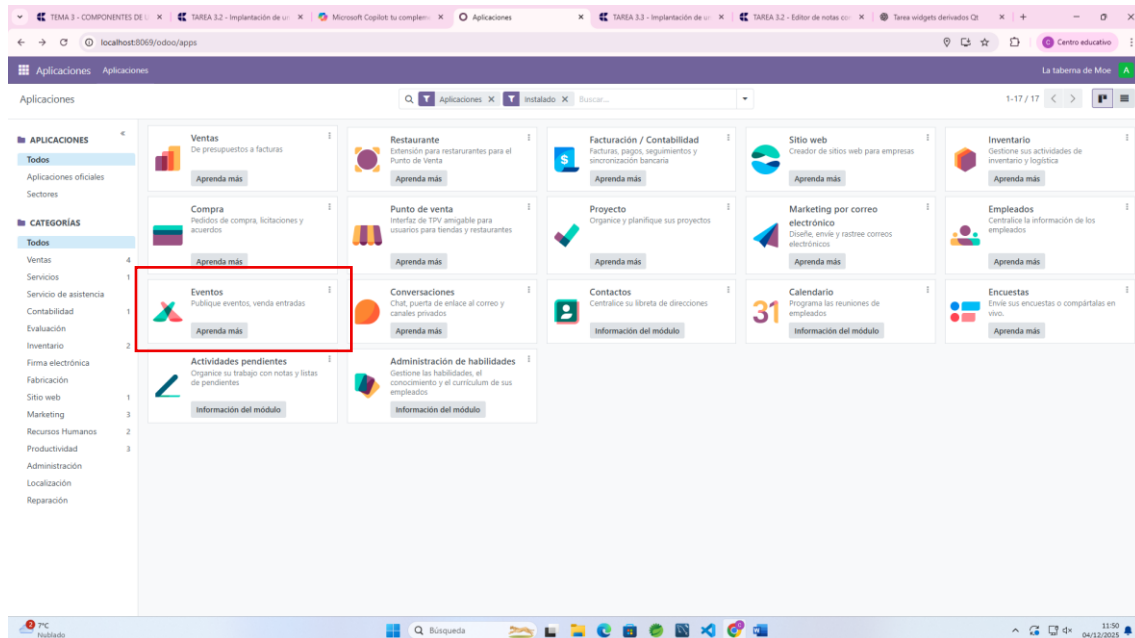 TEMA 3 - COMPONENTES DE U
TAREA 3.2 - Implantación de un
Microsoft Copilot: tu complem
Aplicaciones
TAREA 3.3 - Implantación de un
TAREA 3.2 - Editor de notas co
Tarea widgets derivados Qt
localhost:8069/odoo/apps
Centro educativo
Aplicaciones Aplicaciones
La taberna de Moe A
Aplicaciones
Aplicaciones Instalado Buscar...
1-17 / 17
APLICACIONES
Todos
Aplicaciones oficiales
Sectores
CATEGORÍAS
Todos
Ventas 4
Servicios 1
Servicio de asistencia
Contabilidad 1
Evaluación
Inventario 2
Firma electrónica
Fabricación
Sitio web 1
Marketing 3
Recursos Humanos 2
Productividad 3
Administración
Localización
Reparación
Ventas
De presupuestos a facturas
Aprenda más
Restaurante
Extensión para restarurantes para el
Punto de Venta
Aprenda más
Facturación / Contabilidad
Facturas, pagos, seguimientos y
sincronización bancaria
Aprenda más
Sitio web
Creador de sitios web para empresas
Aprenda más
Inventario
Gestione sus actividades de
inventario y logística
Aprenda más
Compra
Pedidos de compra, licitaciones y
acuerdos
Aprenda más
Punto de venta
Interfaz de TPV amigable para
usuarios para tiendas y restaurantes
Aprenda más
Proyecto
Organice y planifique sus proyectos
Aprenda más
Marketing por correo
electrónico
Diseñe, envíe y rastree correos
electrónicos
Aprenda más
Empleados
Centralice la información de los
empleados
Aprenda más
Eventos
Publique eventos, venda entradas
Aprenda más
Conversaciones
Chat, puerta de enlace al correo y
canales privados
Aprenda más
Contactos
Centralice su libreta de direcciones
Información del módulo
31
Calendario
Programa las reuniones de
empleados
Información del módulo
Encuestas
Envíe sus encuestas o compártalas en
vivo.
Aprenda más
Actividades pendientes
Organice su trabajo con notas y listas
de pendientes
Información del módulo
Administración de habilidades
Gestione las habilidades, el
conocimiento y el currículum de sus
empleados
Información del módulo
2
7°C
Nublado
Búsqueda
11:50
04/12/2025